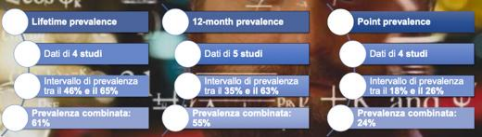 Lifetime prevalence
Dati di 4 studi
Intervallo di prevalenza
tra il 46% e il 65%
Prevalenza combinata:
61%
12-month prevalence
Dati di 5 studi
Intervallo di prevalenza
tra il 35% e il 63%
Prevalenza combinata:
55%
Point prevalence
Dati di 4 studi
Intervallo di prevalenza
tra il 18% e il 26%
Prevalenza combinata:
24%